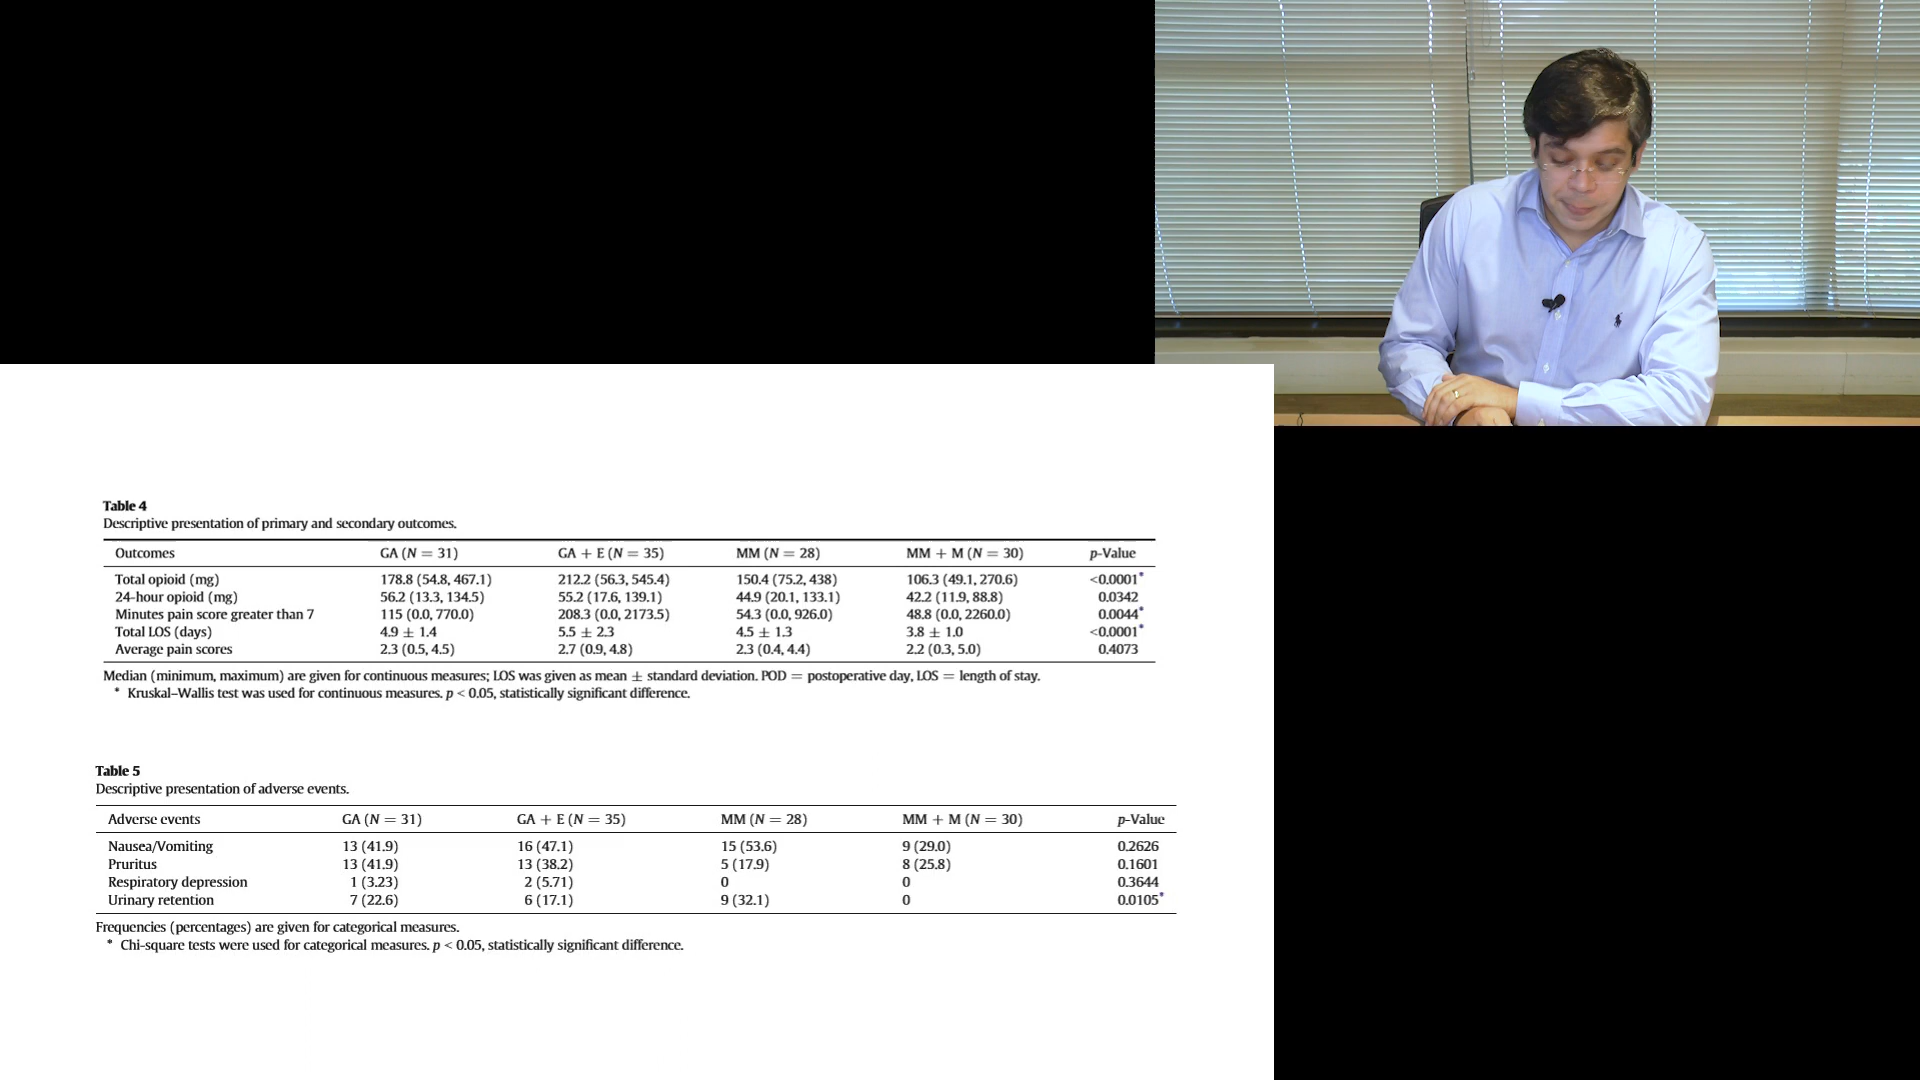 Table 4
Descriptive presentation of primary and secondary outcomes.
Outcomes GA (N = 31) GA + E (N = 35) MM (N = 28) MM + M (N = 30) p-Value
Total opioid (mg) 178.8 (54.8, 467.1) 212.2 (56.3, 545.4) 150.4 (75.2, 438) 106.3 (49.1, 270.6) <0.0001*
24-hour opioid (mg) 56.2 (13.3, 134.5) 55.2 (17.6, 139.1) 44.9 (20.1, 133.1) 42.2 (11.9, 88.8) 0.0342
Minutes pain score greater than 7 115 (0.0, 770.0) 208.3 (0.0, 2173.5) 54.3 (0.0, 926.0) 48.8 (0.0, 2260.0) 0.0044*
Total LOS (days) 4.9 ± 1.4 5.5 ± 2.3 4.5 ± 1.3 3.8 ± 1.0 <0.0001*
Average pain scores 2.3 (0.5, 4.5) 2.7 (0.9, 4.8) 2.3 (0.4, 4.4) 2.2 (0.3, 5.0) 0.4073
Median (minimum, maximum) are given for continuous measures; LOS was given as mean ± standard deviation. POD = postoperative day, LOS = length of stay.
* Kruskal–Wallis test was used for continuous measures. p < 0.05, statistically significant difference.
Table 5
Descriptive presentation of adverse events.
Adverse events GA (N = 31) GA + E (N = 35) MM (N = 28) MM + M (N = 30) p-Value
Nausea/Vomiting 13 (41.9) 16 (47.1) 15 (53.6) 9 (29.0) 0.2626
Pruritus 13 (41.9) 13 (38.2) 5 (17.9) 8 (25.8) 0.1601
Respiratory depression 1 (3.23) 2 (5.71) 0 0 0.3644
Urinary retention 7 (22.6) 6 (17.1) 9 (32.1) 0 0.0105*
Frequencies (percentages) are given for categorical measures.
* Chi-square tests were used for categorical measures. p < 0.05, statistically significant difference.